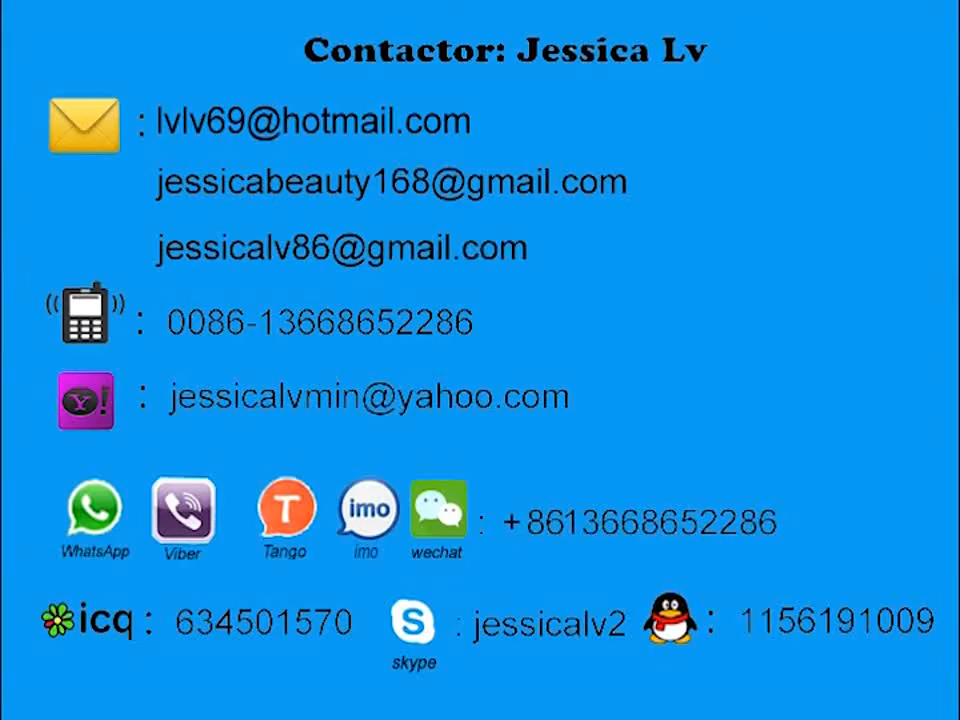 Contactor: Jessica Lv
: lvlv69@hotmail.com
jessicabeauty168@gmail.com
jessicalv86@gmail.com
: 0086-13668652286
Y! : jessicalvmin@yahoo.com
T imo
WhatsApp Viber Tango imo wechat : +8613668652286
icq : 634501570 S : jessicalv2 : 1156191009
skype